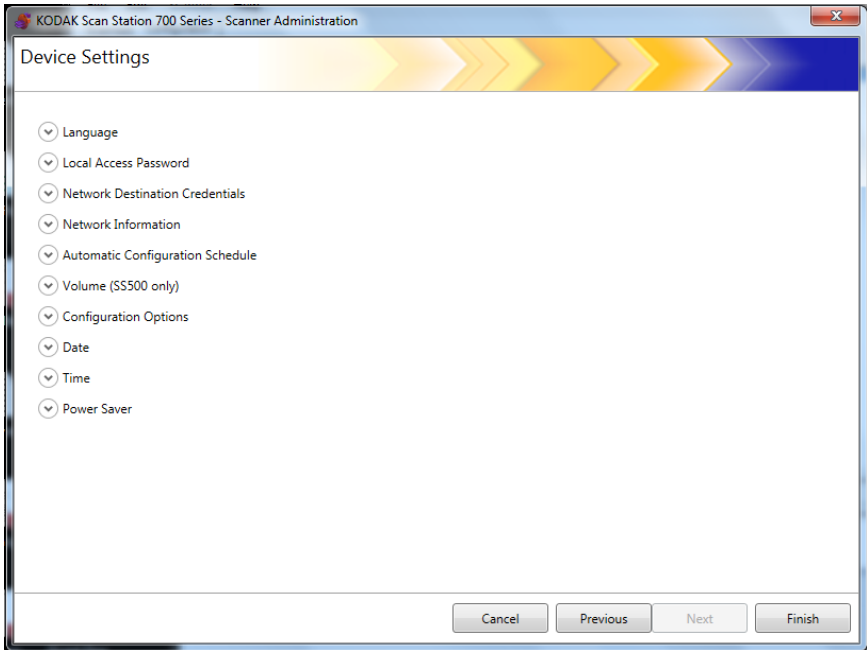 KODAK Scan Station 700 Series - Scanner Administration
Device Settings
Language
Local Access Password
Network Destination Credentials
Network Information
Automatic Configuration Schedule
Volume (SS500 only)
Configuration Options
Date
Time
Power Saver
Cancel Previous Next Finish